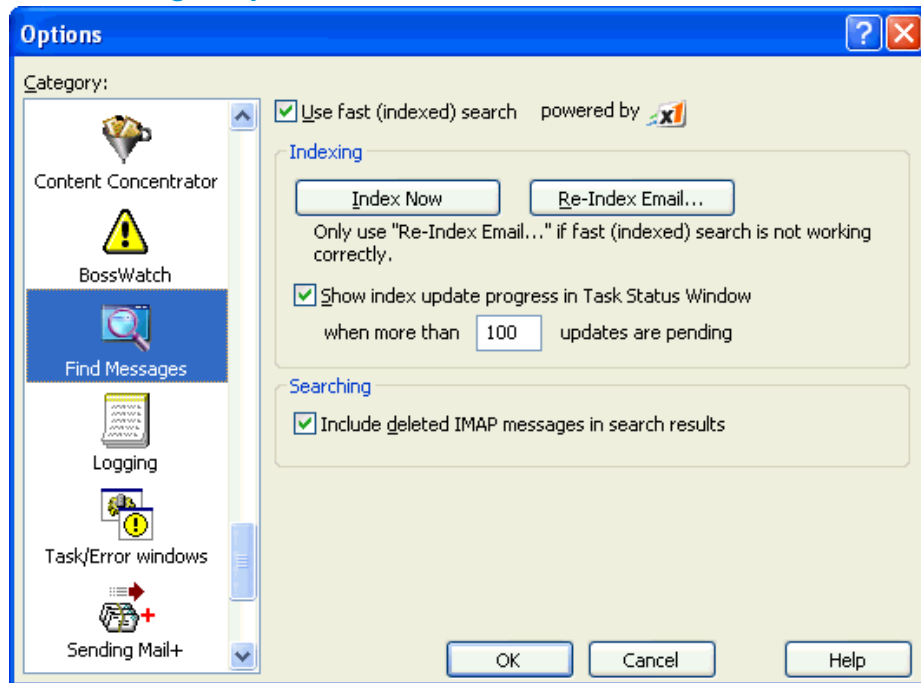 Options
Category:
Content Concentrator
BossWatch
Find Messages
Logging
Task/Error windows
Sending Mail+
Use fast (indexed) search powered by x1
Indexing
Index Now Re-Index Email...
Only use "Re-Index Email..." if fast (indexed) search is not working
correctly.
Show index update progress in Task Status Window
when more than 100 updates are pending
Searching
Include deleted IMAP messages in search results
OK Cancel Help